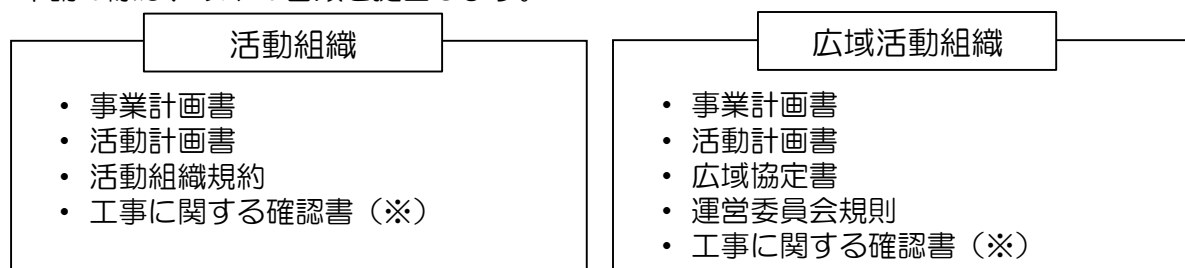 活動組織
• 事業計画書
• 活動計画書
• 活動組織規約
• 工事に関する確認書(※)
広域活動組織
• 事業計画書
• 活動計画書
• 広域協定書
• 運営委員会規則
• 工事に関する確認書(※)